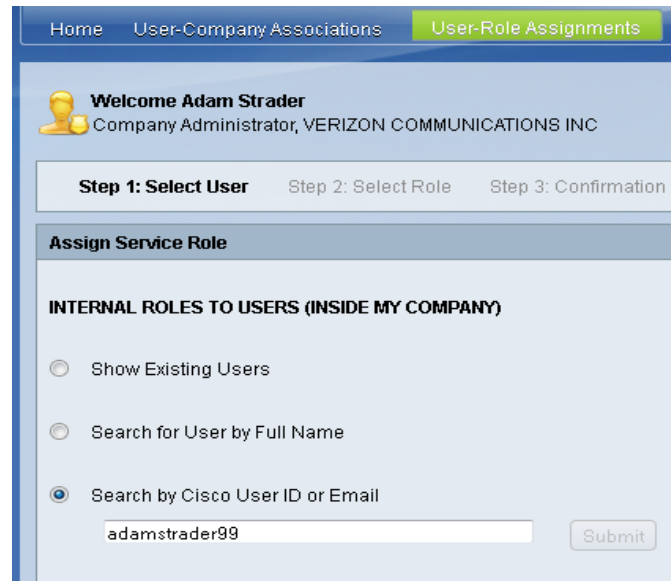 Home User-Company Associations User-Role Assignments
Welcome Adam Strader
Company Administrator, VERIZON COMMUNICATIONS INC
Step 1: Select User Step 2: Select Role Step 3: Confirmation
Assign Service Role
INTERNAL ROLES TO USERS (INSIDE MY COMPANY)
Show Existing Users
Search for User by Full Name
Search by Cisco User ID or Email
adamstrader99 Submit